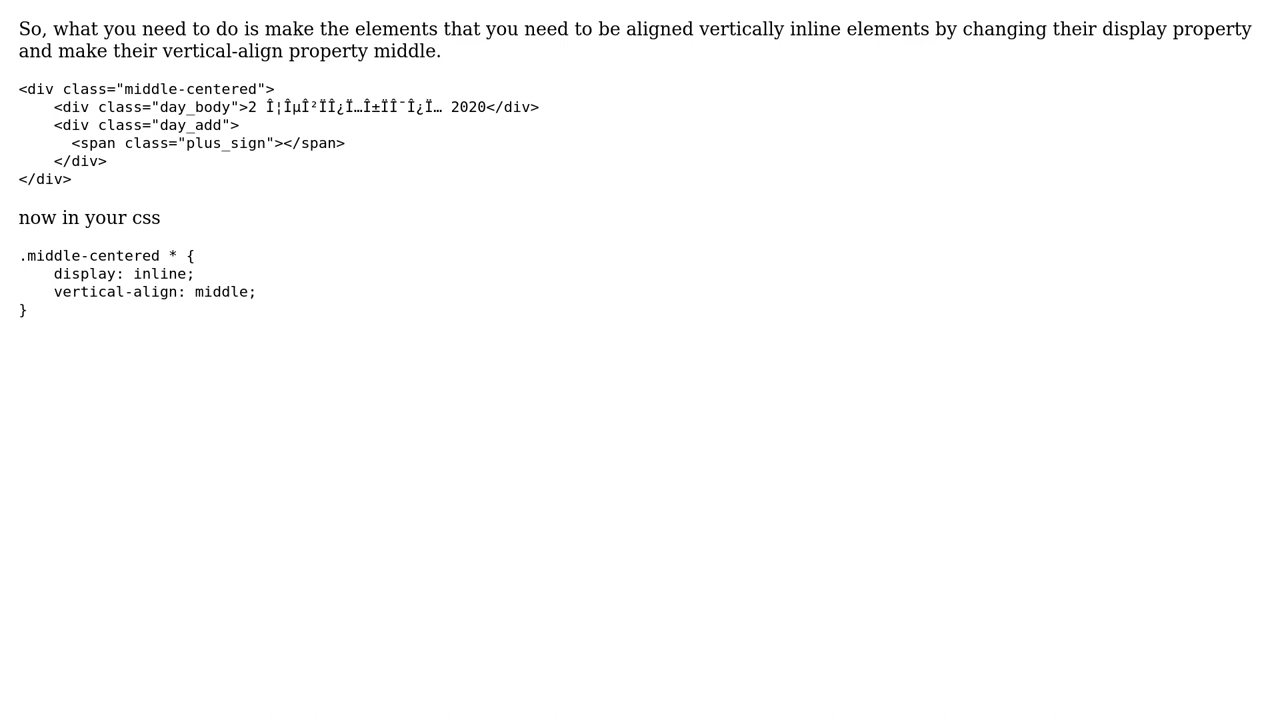 So, what you need to do is make the elements that you need to be aligned vertically inline elements by changing their display property
and make their vertical-align property middle.
<div class="middle-centered">
    <div class="day_body">2 Î¦ÎµÎ²ÏÎ¿Ï…Î±ÏÎ¯Î¿Ï… 2020</div>
    <div class="day_add">
      <span class="plus_sign"></span>
    </div>
</div>
now in your css
.middle-centered * {
    display: inline;
    vertical-align: middle;
}